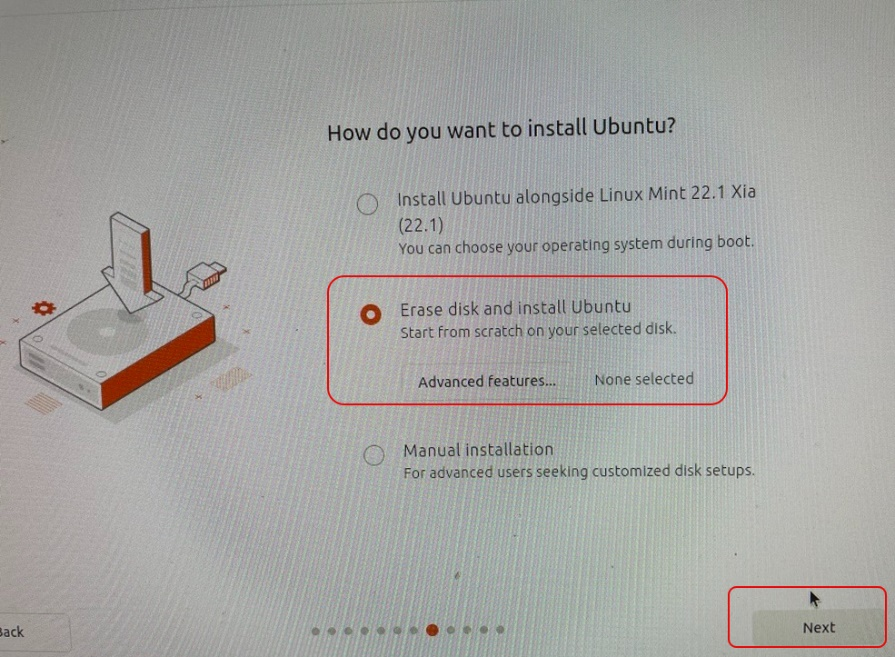 How do you want to install Ubuntu?
Install Ubuntu alongside Linux Mint 22.1 Xia
(22.1)
You can choose your operating system during boot.
Erase disk and install Ubuntu
Start from scratch on your selected disk.
Advanced features... None selected
Manual installation
For advanced users seeking customized disk setups.
Back
Next